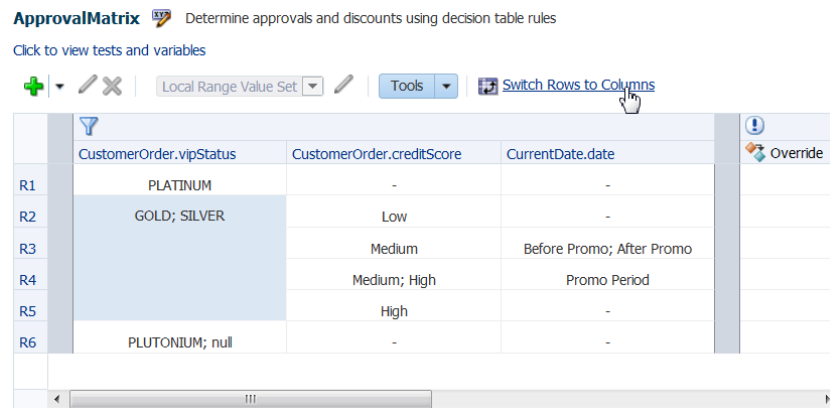 ApprovalMatrix Determine approvals and discounts using decision table rules
Click to view tests and variables
Local Range Value Set Tools Switch Rows to Columns
CustomerOrder.vipStatus CustomerOrder.creditScore CurrentDate.date Override
R1 PLATINUM - -
R2 GOLD; SILVER Low -
R3 Medium Before Promo; After Promo
R4 Medium; High Promo Period
R5 High -
R6 PLUTONIUM; null - -